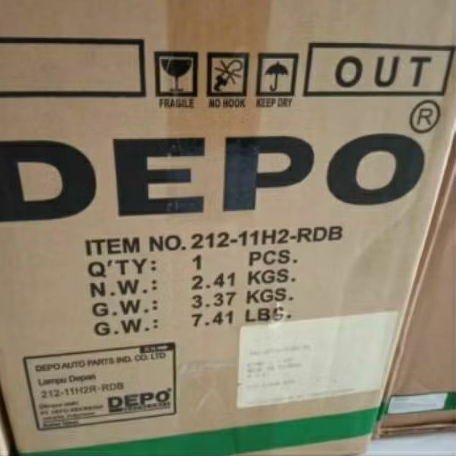 OUT
FRAGILE NO HOOK KEEP DRY
DEPO®
ITEM NO. 212-11H2-RDB
Q'TY: 1 PCS.
N.W.: 2.41 KGS.
G.W.: 3.37 KGS.
G.W.: 7.41 LBS.
DEPO AUTO PARTS IND. CO. LTD
Lampu Depan
212-11H2R-RDB
DEPO